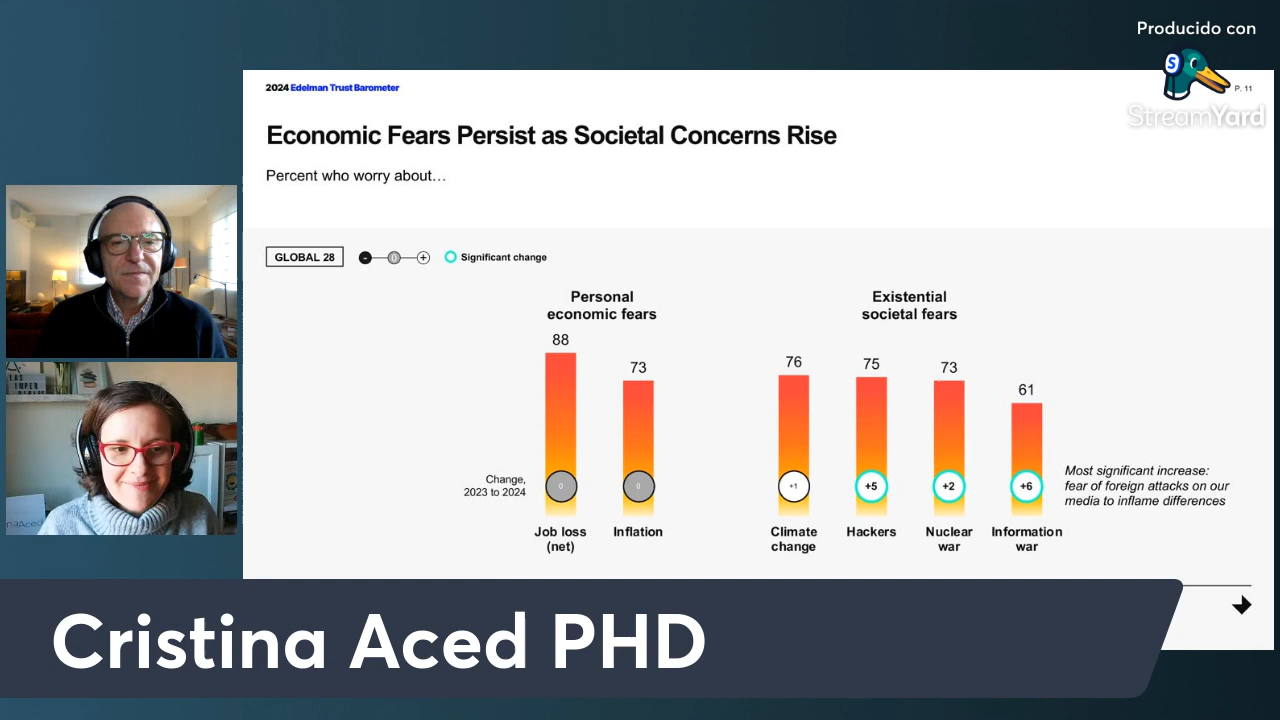 Producido con
StreamYard
2024 Edelman Trust Barometer
P. 11
Economic Fears Persist as Societal Concerns Rise
Percent who worry about…
GLOBAL 28
- 0 +
Significant change
Personal
economic fears
Existential
societal fears
88
73
76
75
73
61
Change,
2023 to 2024
0
0
+1
+5
+2
+6
Most significant increase:
fear of foreign attacks on our
media to inflame differences
Job loss
(net)
Inflation
Climate
change
Hackers
Nuclear
war
Information
war
Cristina Aced PHD